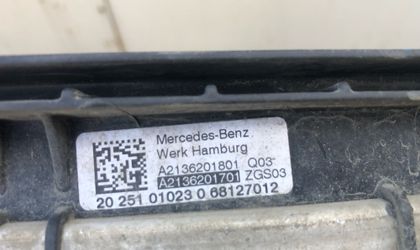 Mercedes-Benz
Werk Hamburg
A2136201801 Q03
A2136201701 ZGS03
20 251 01023 0 68127012